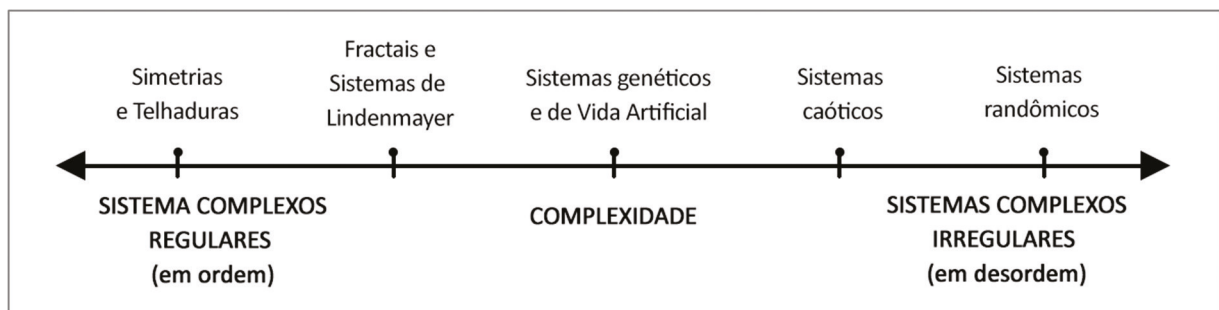 Simetrias
e Telhaduras
Fractais e
Sistemas de
Lindenmayer
Sistemas genéticos
e de Vida Artificial
Sistemas
caóticos
Sistemas
randômicos
SISTEMA COMPLEXOS
REGULARES
(em ordem)
COMPLEXIDADE
SISTEMAS COMPLEXOS
IRREGULARES
(em desordem)